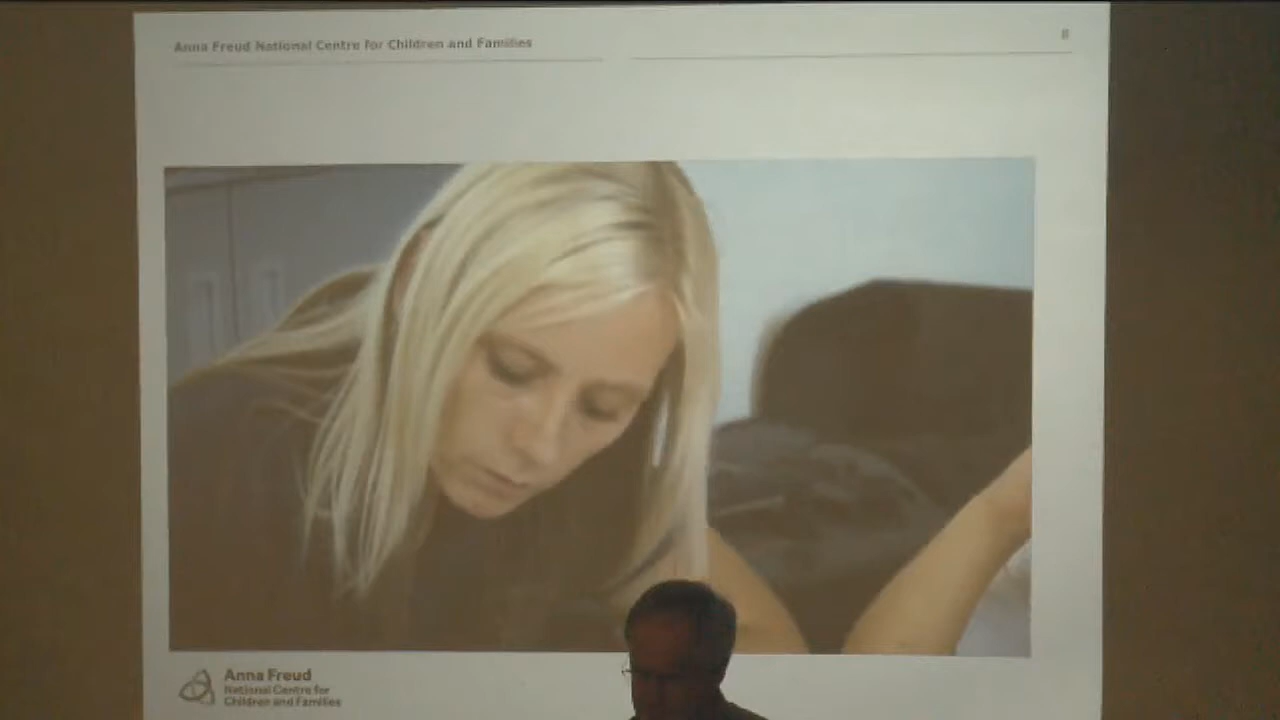 Anna Freud National Centre for Children and Families
8
Anna Freud
National Centre for
Children and Families